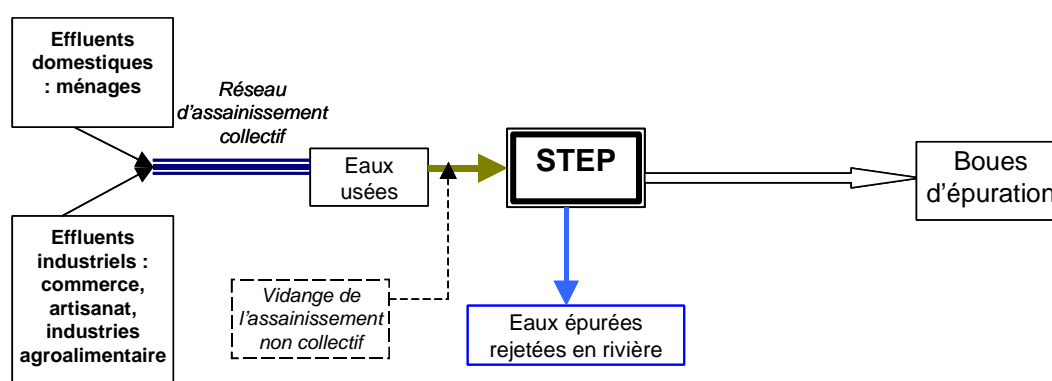 Effluents
domestiques
: ménages
Réseau
d'assainissement
collectif
Eaux
usées
STEP
Boues
d'épuration
Effluents
industriels :
commerce,
artisanat,
industries
agroalimentaire
Vidange de
l'assainissement
non collectif
Eaux épurées
rejetées en rivière